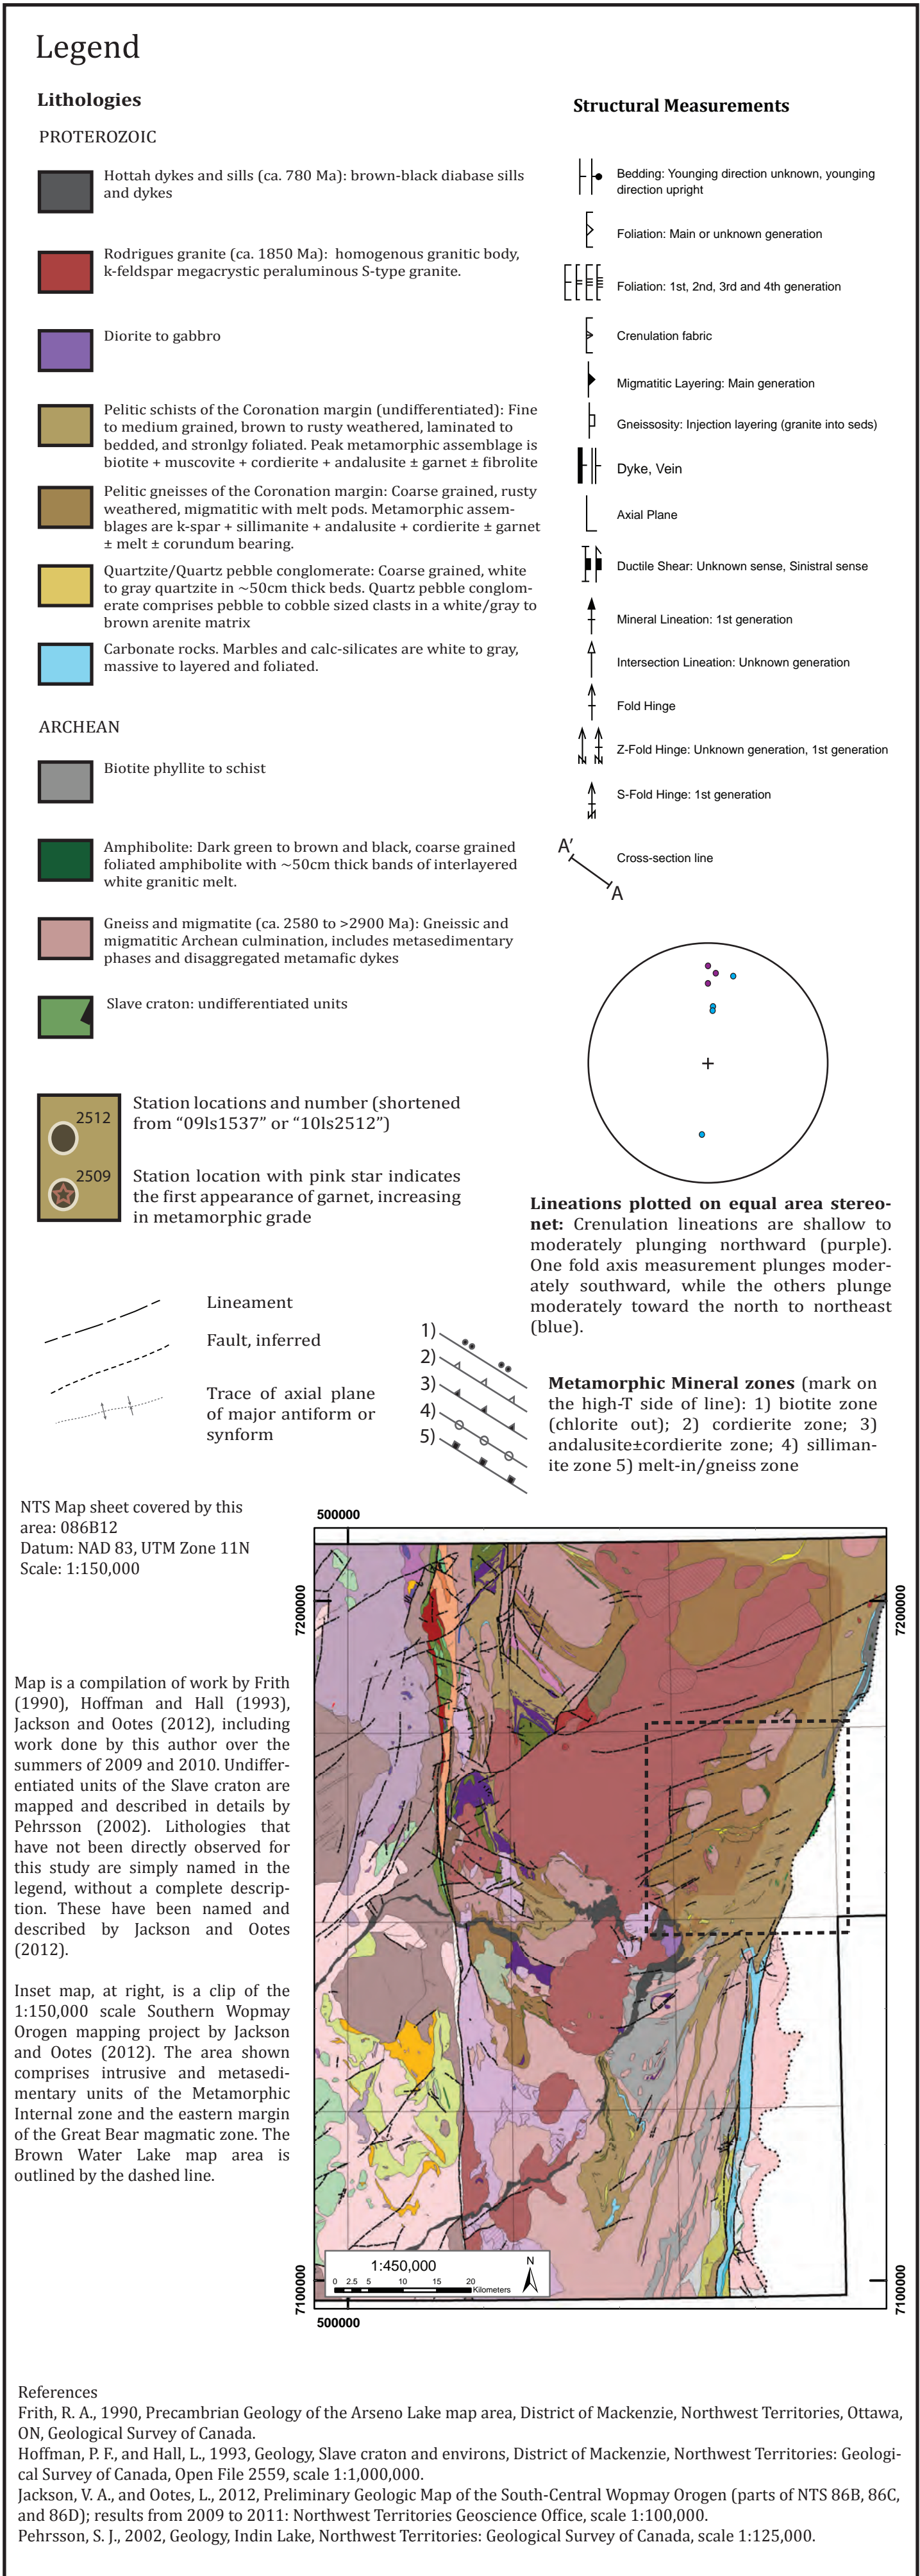 Legend
Lithologies
PROTEROZOIC
Hottah dykes and sills (ca. 780 Ma): brown-black diabase sills
and dykes
Rodrigues granite (ca. 1850 Ma): homogenous granitic body,
k-feldspar megacrystic peraluminous S-type granite.
Diorite to gabbro
Pelitic schists of the Coronation margin (undifferentiated): Fine
to medium grained, brown to rusty weathered, laminated to
bedded, and stronlgy foliated. Peak metamorphic assemblage is
biotite + muscovite + cordierite + andalusite ± garnet ± fibrolite
Pelitic gneisses of the Coronation margin: Coarse grained, rusty
weathered, migmatitic with melt pods. Metamorphic assem-
blages are k-spar + sillimanite + andalusite + cordierite ± garnet
± melt ± corundum bearing.
Quartzite/Quartz pebble conglomerate: Coarse grained, white
to gray quartzite in ~50cm thick beds. Quartz pebble conglom-
erate comprises pebble to cobble sized clasts in a white/gray to
brown arenite matrix
Carbonate rocks. Marbles and calc-silicates are white to gray,
massive to layered and foliated.
ARCHEAN
Biotite phyllite to schist
Amphibolite: Dark green to brown and black, coarse grained
foliated amphibolite with ~50cm thick bands of interlayered
white granitic melt.
Gneiss and migmatite (ca. 2580 to >2900 Ma): Gneissic and
migmatitic Archean culmination, includes metasedimentary
phases and disaggregated metamafic dykes
Slave craton: undifferentiated units
2512
Station locations and number (shortened
from “09ls1537” or “10ls2512”)
2509
Station location with pink star indicates
the first appearance of garnet, increasing
in metamorphic grade
Structural Measurements
Bedding: Younging direction unknown, younging
direction upright
Foliation: Main or unknown generation
Foliation: 1st, 2nd, 3rd and 4th generation
Crenulation fabric
Migmatitic Layering: Main generation
Gneissosity: Injection layering (granite into seds)
Dyke, Vein
Axial Plane
Ductile Shear: Unknown sense, Sinistral sense
Mineral Lineation: 1st generation
Intersection Lineation: Unknown generation
Fold Hinge
Z-Fold Hinge: Unknown generation, 1st generation
S-Fold Hinge: 1st generation
A'
Cross-section line
A
Lineations plotted on equal area stereo-
net: Crenulation lineations are shallow to
moderately plunging northward (purple).
One fold axis measurement plunges moder-
ately southward, while the others plunge
moderately toward the north to northeast
(blue).
Lineament
Fault, inferred
Trace of axial plane
of major antiform or
synform
1)
2)
3)
4)
5)
Metamorphic Mineral zones (mark on
the high-T side of line): 1) biotite zone
(chlorite out); 2) cordierite zone; 3)
andalusite±cordierite zone; 4) silliman-
ite zone 5) melt-in/gneiss zone
NTS Map sheet covered by this
area: 086B12
Datum: NAD 83, UTM Zone 11N
Scale: 1:150,000
Map is a compilation of work by Frith
(1990), Hoffman and Hall (1993),
Jackson and Ootes (2012), including
work done by this author over the
summers of 2009 and 2010. Undiffer-
entiated units of the Slave craton are
mapped and described in details by
Pehrsson (2002). Lithologies that
have not been directly observed for
this study are simply named in the
legend, without a complete descrip-
tion. These have been named and
described by Jackson and Ootes
(2012).
Inset map, at right, is a clip of the
1:150,000 scale Southern Wopmay
Orogen mapping project by Jackson
and Ootes (2012). The area shown
comprises intrusive and metasedi-
mentary units of the Metamorphic
Internal zone and the eastern margin
of the Great Bear magmatic zone. The
Brown Water Lake map area is
outlined by the dashed line.
500000
7200000
7200000
1:450,000
0 2.5 5 10 15 20
Kilometers
N
7100000
7100000
500000
References
Frith, R. A., 1990, Precambrian Geology of the Arseno Lake map area, District of Mackenzie, Northwest Territories, Ottawa,
ON, Geological Survey of Canada.
Hoffman, P. F., and Hall, L., 1993, Geology, Slave craton and environs, District of Mackenzie, Northwest Territories: Geologi-
cal Survey of Canada, Open File 2559, scale 1:1,000,000.
Jackson, V. A., and Ootes, L., 2012, Preliminary Geologic Map of the South-Central Wopmay Orogen (parts of NTS 86B, 86C,
and 86D); results from 2009 to 2011: Northwest Territories Geoscience Office, scale 1:100,000.
Pehrsson, S. J., 2002, Geology, Indin Lake, Northwest Territories: Geological Survey of Canada, scale 1:125,000.